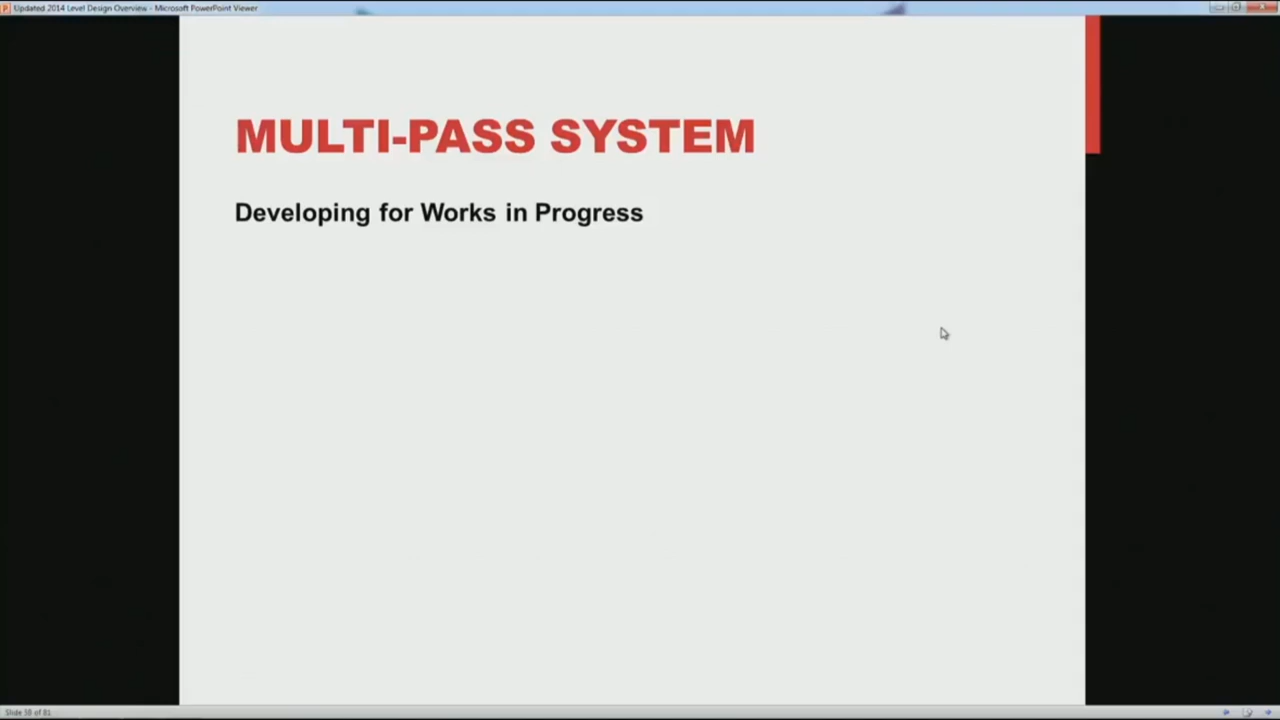 Updated 2014 Level Design Overview - Microsoft PowerPoint Viewer
MULTI-PASS SYSTEM
Developing for Works in Progress